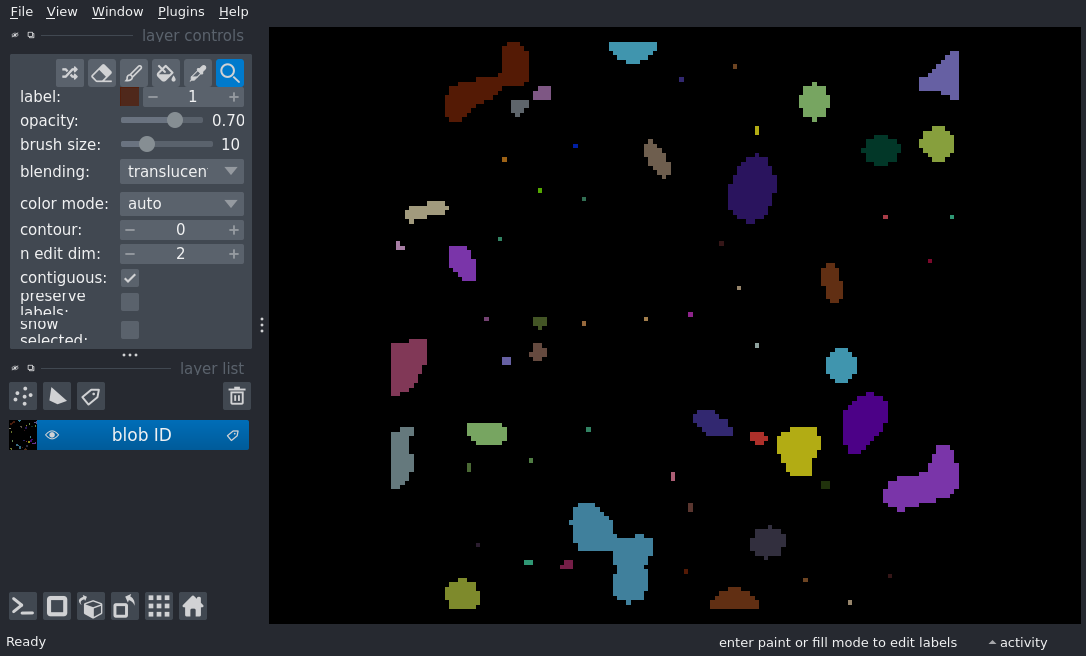 File View Window Plugins Help
layer controls
label: 1
opacity: 0.70
brush size: 10
blending: translucen
color mode: auto
contour: 0
n edit dim: 2
contiguous:
preserve
labels:
show
selected:
layer list
blob ID
Ready
enter paint or fill mode to edit labels
activity